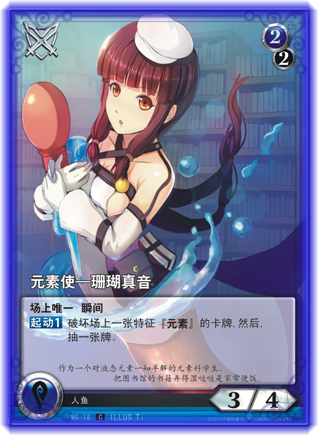 2
2
元素使—珊瑚真音
场上唯一 瞬间
起动1 破坏场上一张特征『元素』的卡牌，然后，
抽一张牌。
作为一个对液态元素一知半解的元素科学生，
把图书馆的书籍弄得湿哒哒是家常便饭。
人鱼
3 / 4
C ILLUS Ti